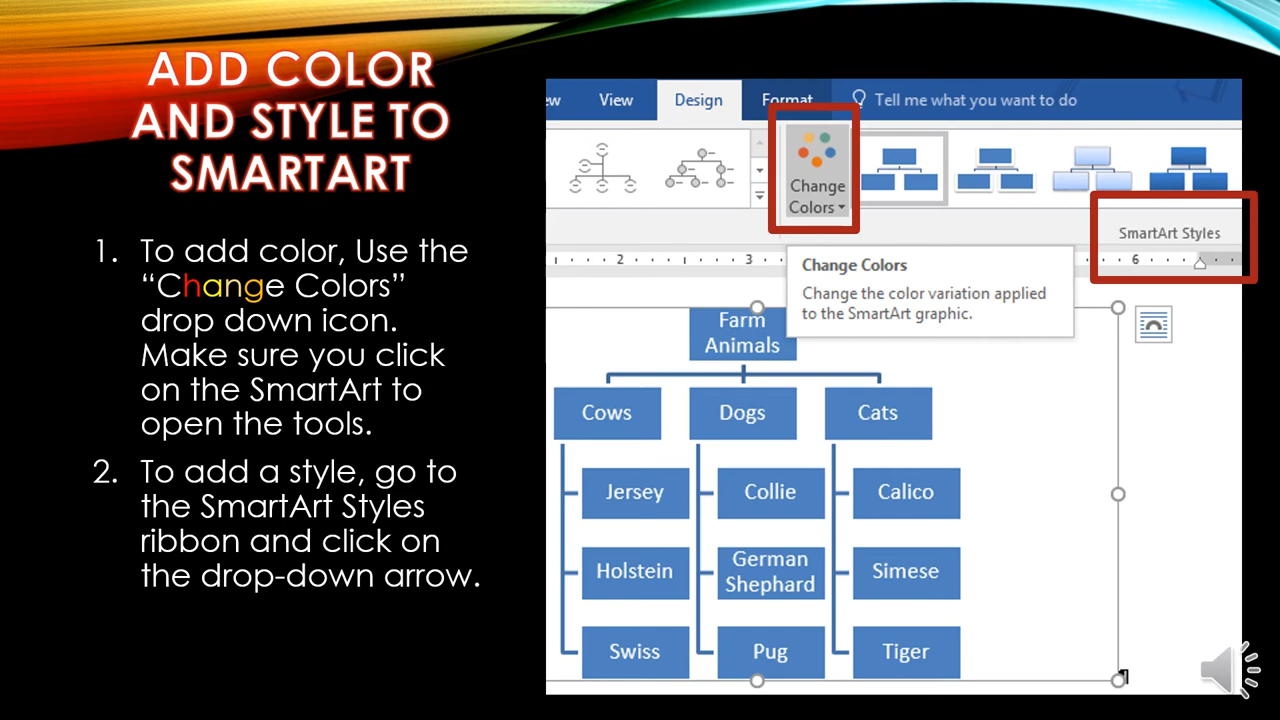 ADD COLOR
AND STYLE TO
SMARTART
1. To add color, Use the
“Change Colors”
drop down icon.
Make sure you click
on the SmartArt to
open the tools.
2. To add a style, go to
the SmartArt Styles
ribbon and click on
the drop-down arrow.
ew View Design Format Tell me what you want to do
Change
Colors
SmartArt Styles
2 3 6
Change Colors
Change the color variation applied
to the SmartArt graphic.
Farm
Animals
Cows Dogs Cats
Jersey Collie Calico
Holstein German Shephard Simese
Swiss Pug Tiger
¶